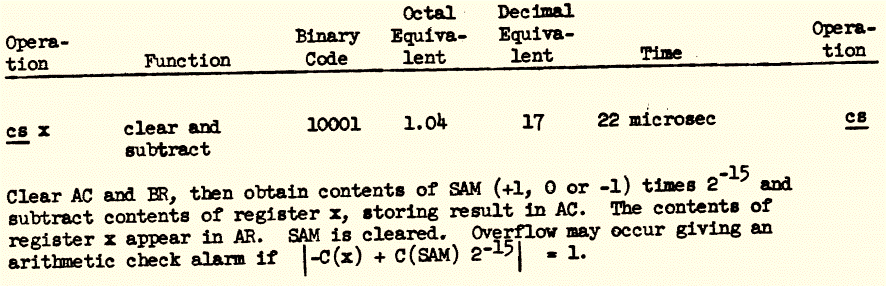 Octal Decimal
Opera- Binary Equiva- Equiva- Opera-
tion Function Code lent lent Time tion
cs x clear and 10001 1.04 17 22 microsec cs
subtract
Clear AC and BR, then obtain contents of SAM (+1, 0 or -1) times 2^-15 and
subtract contents of register x, storing result in AC. The contents of
register x appear in AR. SAM is cleared. Overflow may occur giving an
arithmetic check alarm if |-C(x) + C(SAM) 2^-15| = 1.